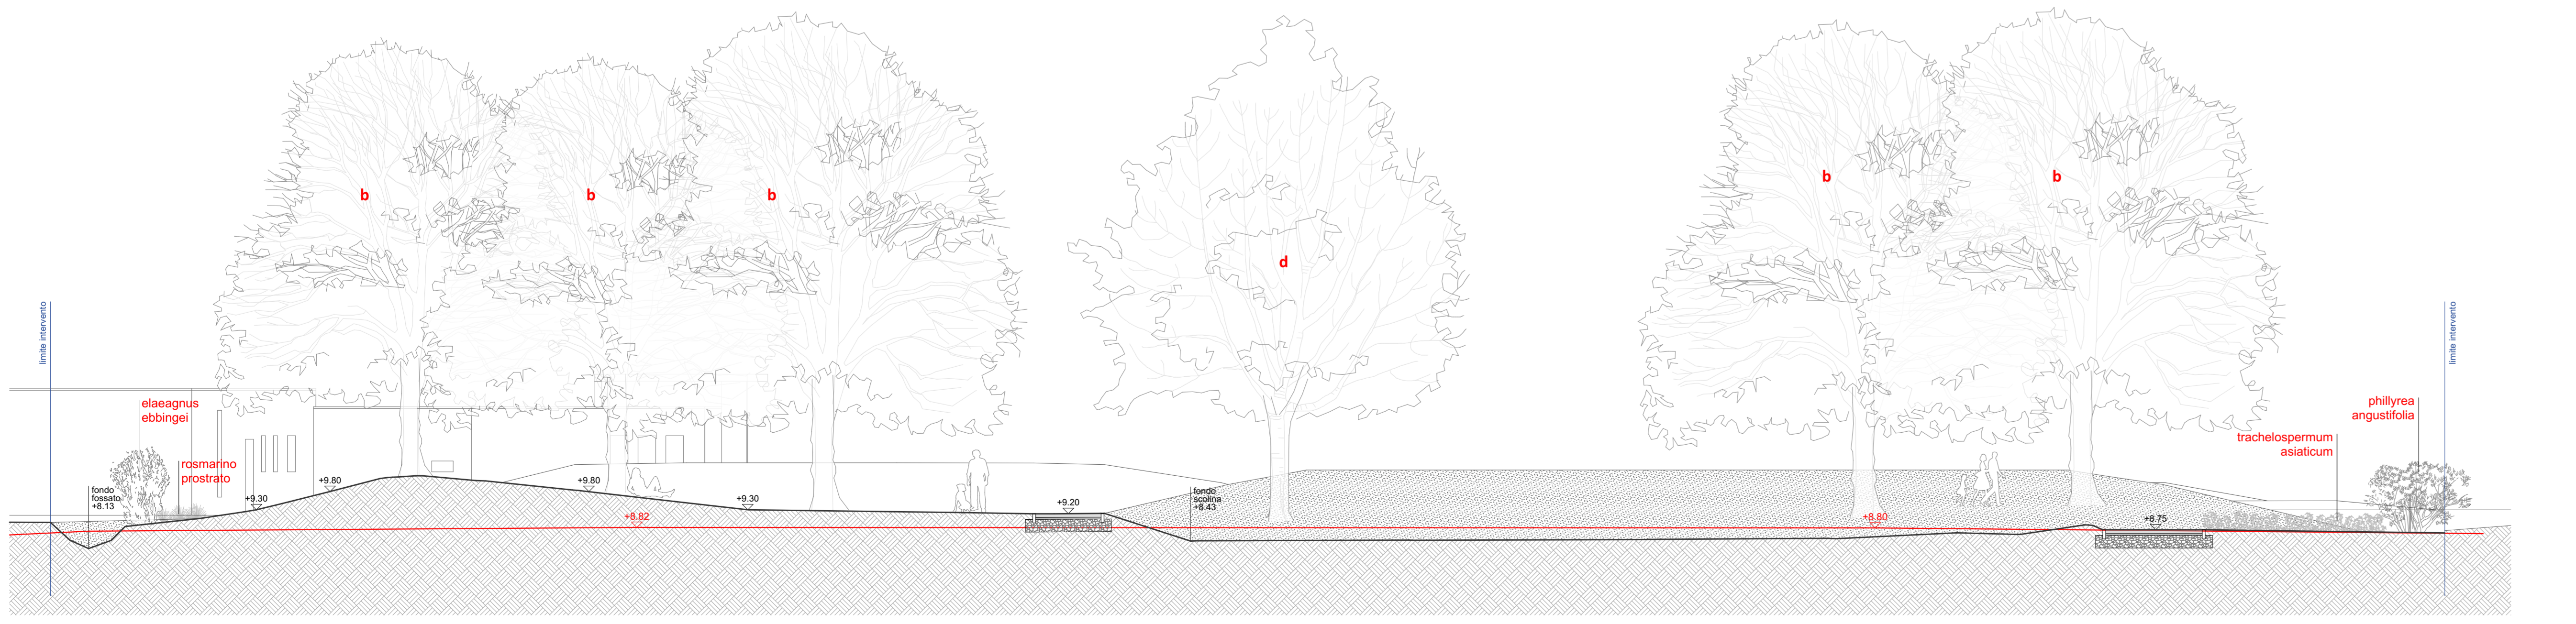 b
b
b
d
b
b
limite intervento
limite intervento
elaeagnus
ebbingei
rosmarino
prostrato
phillyrea
angustifolia
trachelospermum
asiaticum
fondo
fossato
+8.13
+9.30
+9.80
+9.80
+9.30
+8.82
+9.20
fondo
scolina
+8.43
+8.80
+8.75